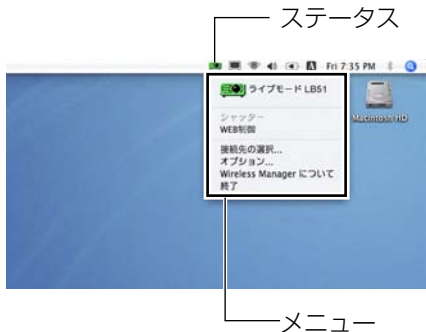 ステータス
Fri 7:35 PM
ライブモード LB51
Macintosh HD
シャッター
WEB制御
接続先の選択...
オプション...
Wireless Manager について
終了
メニュー